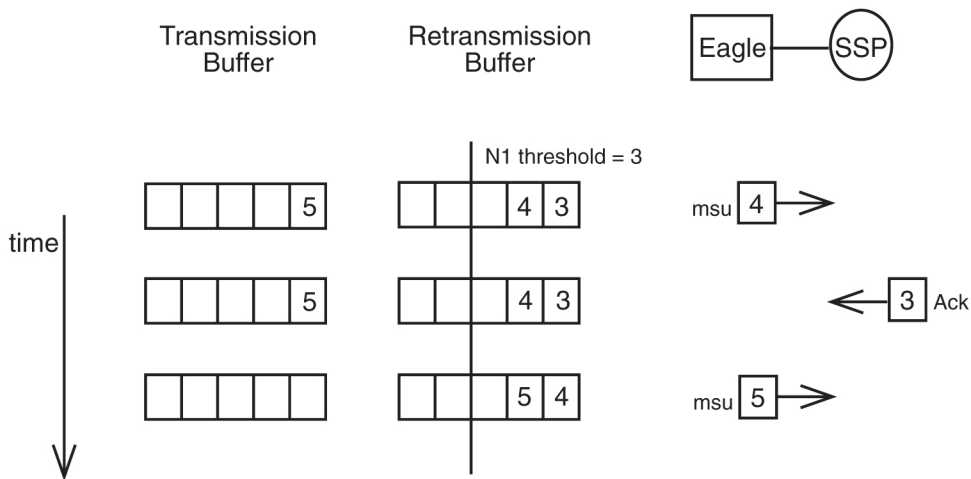 Transmission
Buffer
Retransmission
Buffer
Eagle
SSP
N1 threshold = 3
5
4 3
msu 4
time
5
4 3
3 Ack
5 4
msu 5